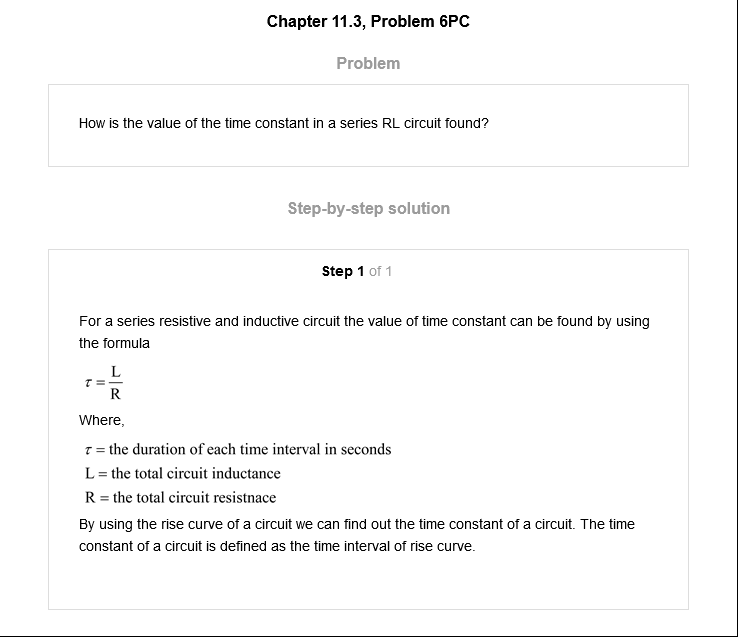 Chapter 11.3, Problem 6PC
Problem
How is the value of the time constant in a series RL circuit found?
Step-by-step solution
Step 1 of 1
For a series resistive and inductive circuit the value of time constant can be found by using
the formula
τ = L/R
Where,
τ = the duration of each time interval in seconds
L = the total circuit inductance
R = the total circuit resistnace
By using the rise curve of a circuit we can find out the time constant of a circuit. The time
constant of a circuit is defined as the time interval of rise curve.